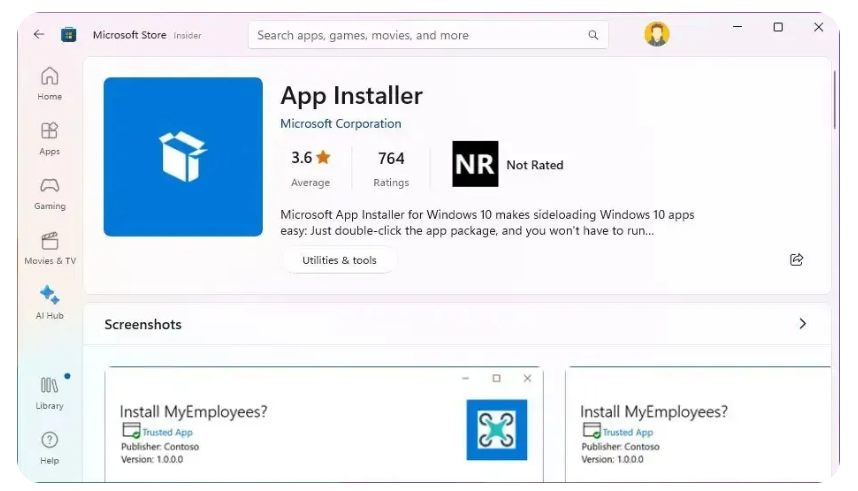 Microsoft Store Insider
Search apps, games, movies, and more
Home
Apps
Gaming
Movies & TV
AI Hub
Library
Help
App Installer
Microsoft Corporation
3.6
Average
764
Ratings
NR Not Rated
Microsoft App Installer for Windows 10 makes sideloading Windows 10 apps
easy: Just double-click the app package, and you won't have to run...
Utilities & tools
Screenshots
Install MyEmployees?
Trusted App
Publisher: Contoso
Version: 1.0.0.0
Install MyEmployees?
Trusted App
Publisher: Contoso
Version: 1.0.0.0